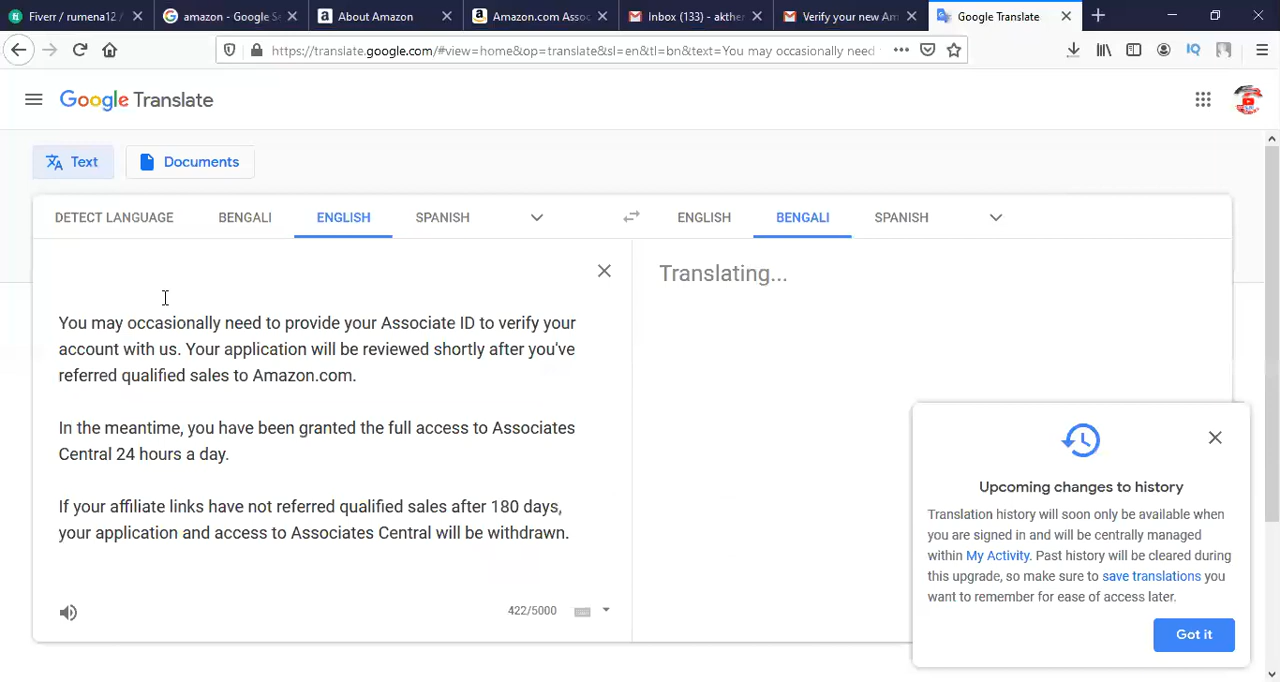 Fiverr / rumena12
amazon - Google Se
About Amazon
Amazon.com Assoc
Inbox (133) - akther
Verify your new Am
Google Translate
https://translate.google.com/#view=home&op=translate&sl=en&tl=bn&text=You may occasionally need
Google Translate
Text
Documents
DETECT LANGUAGE
BENGALI
ENGLISH
SPANISH
ENGLISH
BENGALI
SPANISH
You may occasionally need to provide your Associate ID to verify your
account with us. Your application will be reviewed shortly after you've
referred qualified sales to Amazon.com.
In the meantime, you have been granted the full access to Associates
Central 24 hours a day.
If your affiliate links have not referred qualified sales after 180 days,
your application and access to Associates Central will be withdrawn.
422/5000
Translating...
Upcoming changes to history
Translation history will soon only be available when
you are signed in and will be centrally managed
within My Activity. Past history will be cleared during
this upgrade, so make sure to save translations you
want to remember for ease of access later.
Got it